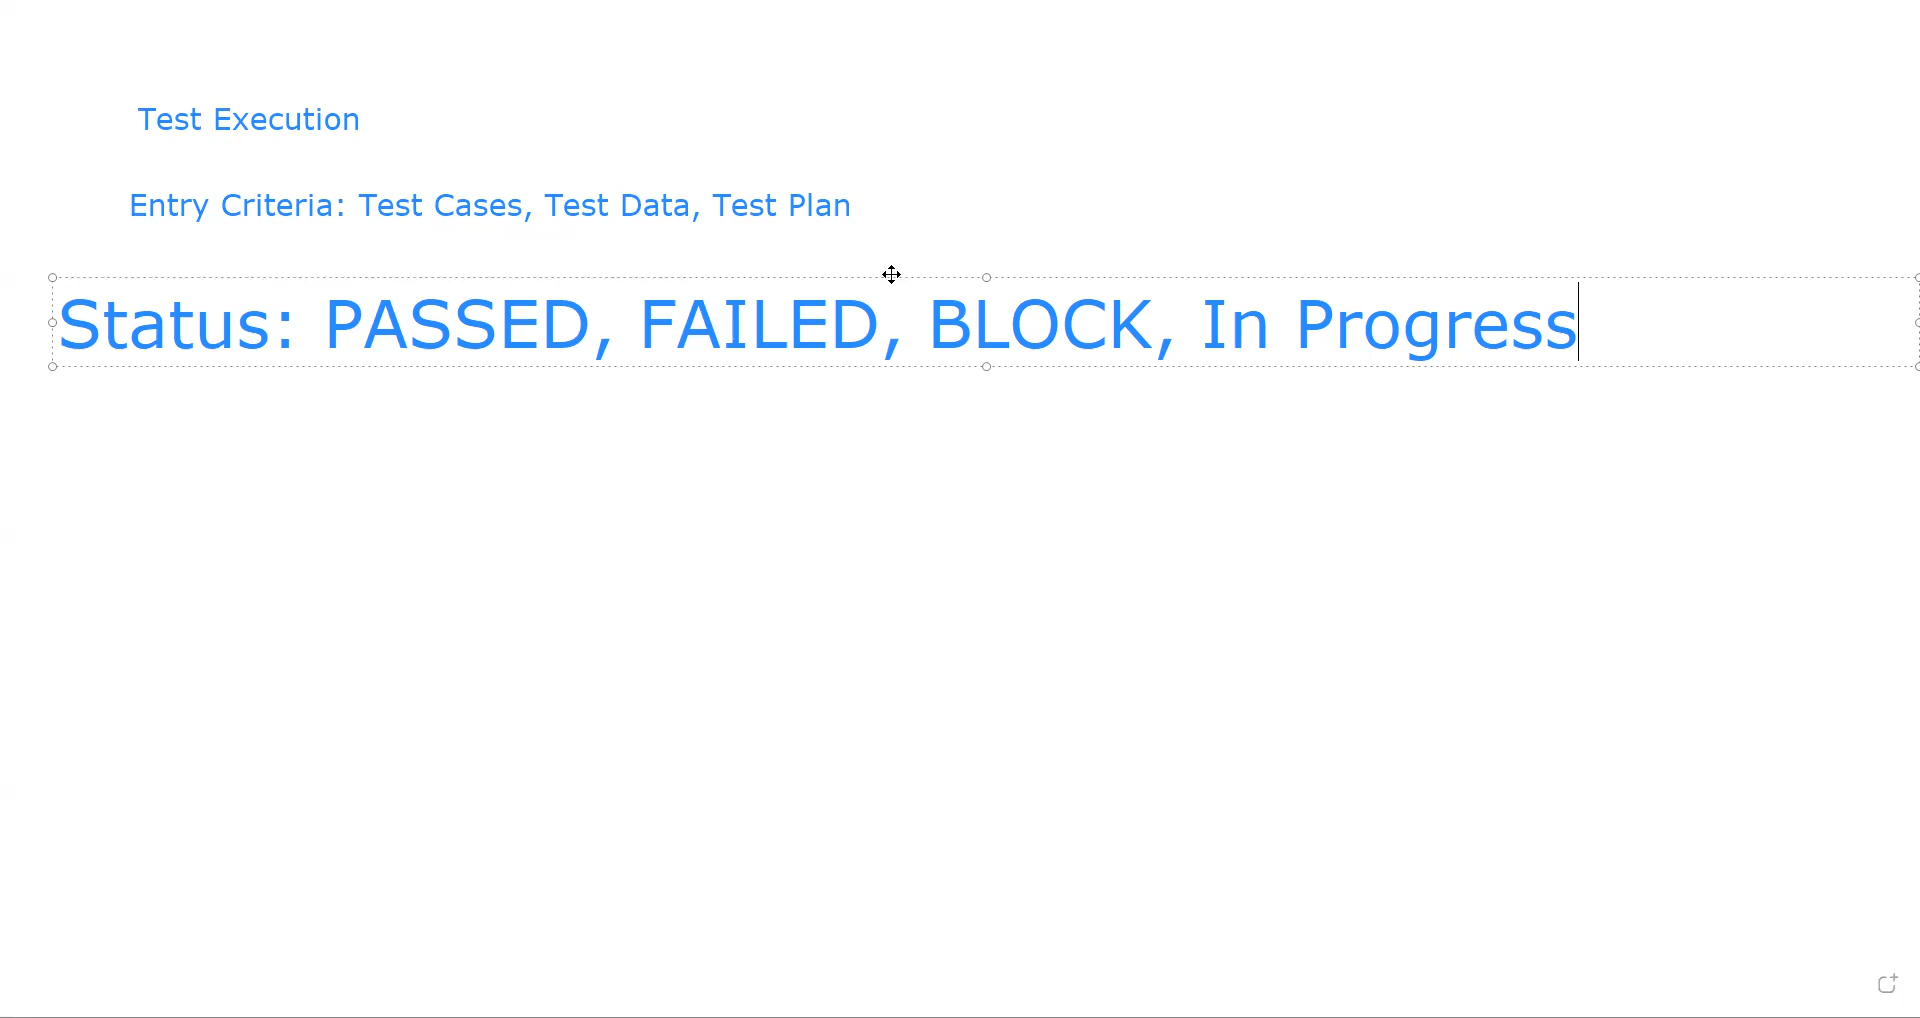 Test Execution
Entry Criteria: Test Cases, Test Data, Test Plan
Status: PASSED, FAILED, BLOCK, In Progress